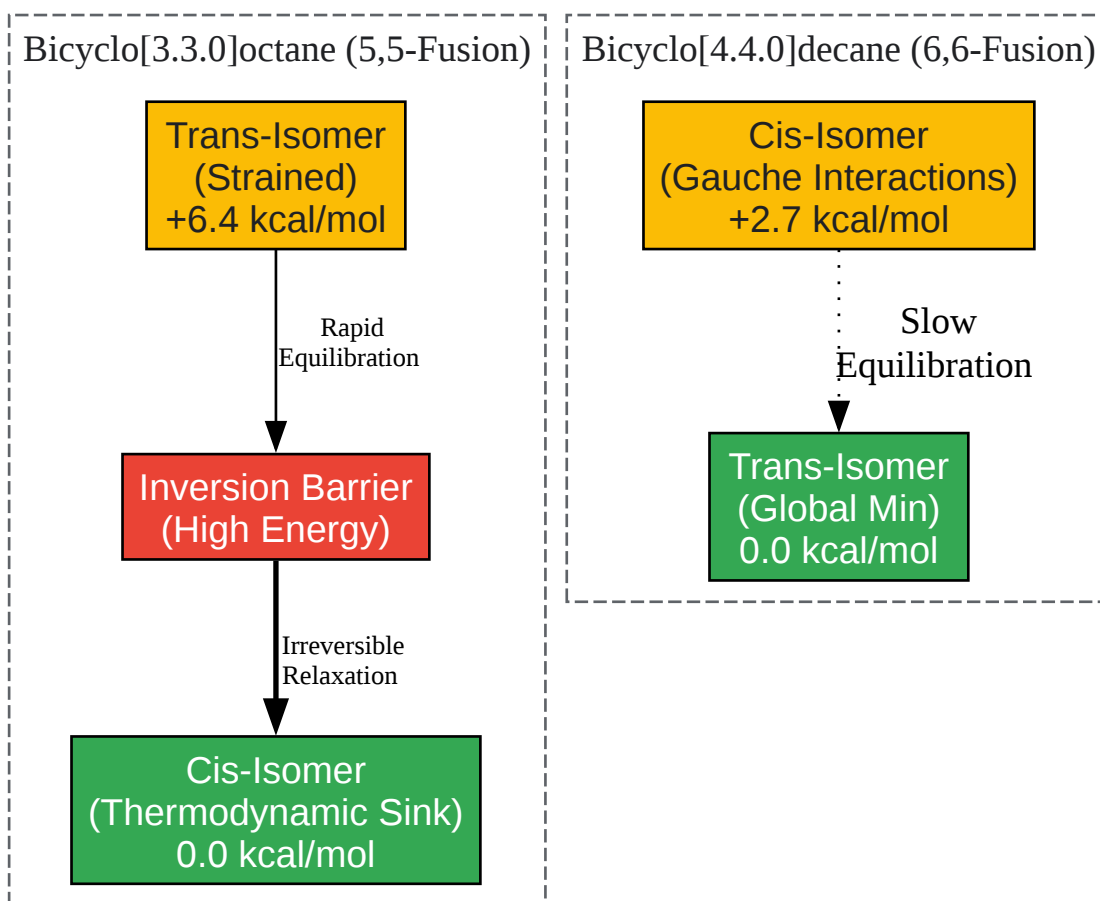 Bicyclo[3.3.0]octane (5,5-Fusion)
Trans-Isomer
(Strained)
+6.4 kcal/mol
Rapid
Equilibration
Inversion Barrier
(High Energy)
Irreversible
Relaxation
Cis-Isomer
(Thermodynamic Sink)
0.0 kcal/mol
Bicyclo[4.4.0]decane (6,6-Fusion)
Cis-Isomer
(Gauche Interactions)
+2.7 kcal/mol
Slow
Equilibration
Trans-Isomer
(Global Min)
0.0 kcal/mol